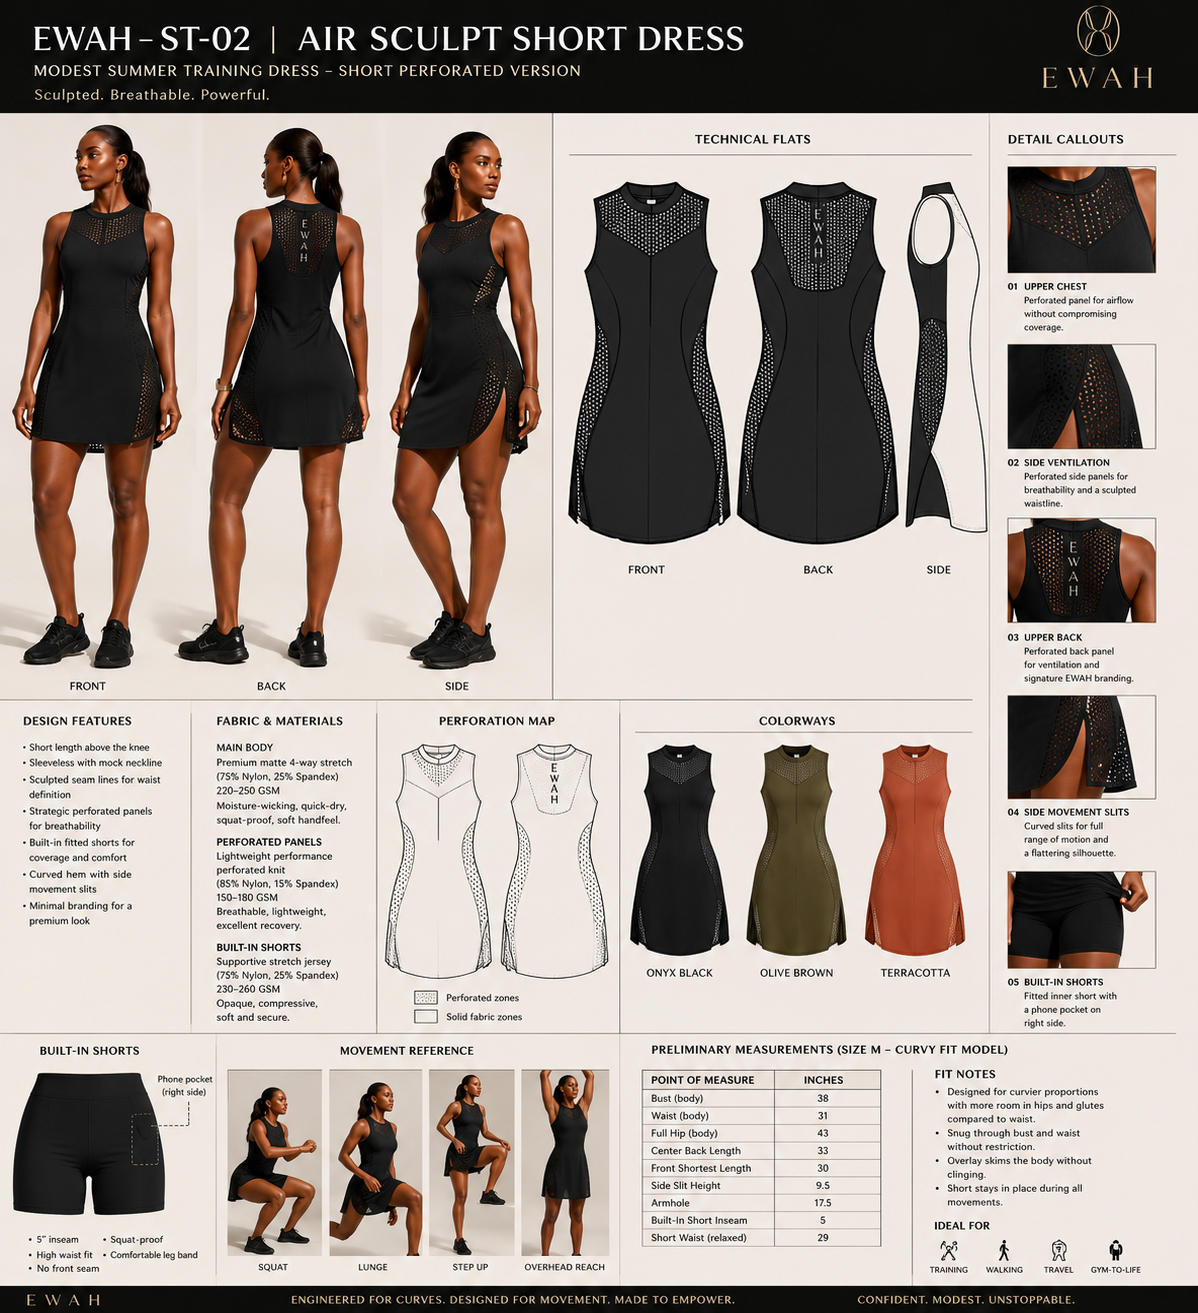 EWAH – ST-02 | AIR SCULPT SHORT DRESS
MODEST SUMMER TRAINING DRESS – SHORT PERFORATED VERSION
Sculpted. Breathable. Powerful.
EWAH
EWAH
FRONT
BACK
SIDE
TECHNICAL FLATS
EWAH
FRONT
BACK
SIDE
DETAIL CALLOUTS
01 UPPER CHEST
Perforated panel for airflow
without compromising
coverage.
02 SIDE VENTILATION
Perforated side panels for
breathability and a sculpted
waistline.
EWAH
03 UPPER BACK
Perforated back panel
for ventilation and
signature EWAH branding.
04 SIDE MOVEMENT SLITS
Curved slits for full
range of motion and
a flattering silhouette.
05 BUILT-IN SHORTS
Fitted inner short with
a phone pocket on
right side.
DESIGN FEATURES
• Short length above the knee
• Sleeveless with mock neckline
• Sculpted seam lines for waist
definition
• Strategic perforated panels
for breathability
• Built-in fitted shorts for
coverage and comfort
• Curved hem with side
movement slits
• Minimal branding for a
premium look
FABRIC & MATERIALS
MAIN BODY
Premium matte 4-way stretch
(75% Nylon, 25% Spandex)
220–250 GSM
Moisture-wicking, quick-dry,
squat-proof, soft handfeel.
PERFORATED PANELS
Lightweight performance
perforated knit
(85% Nylon, 15% Spandex)
150–180 GSM
Breathable, lightweight,
excellent recovery.
BUILT-IN SHORTS
Supportive stretch jersey
(75% Nylon, 25% Spandex)
230–260 GSM
Opaque, compressive,
soft and secure.
PERFORATION MAP
EWAH
Perforated zones
Solid fabric zones
COLORWAYS
ONYX BLACK
OLIVE BROWN
TERRACOTTA
BUILT-IN SHORTS
Phone pocket
(right side)
• 5" inseam
• High waist fit
• No front seam
• Squat-proof
• Comfortable leg band
MOVEMENT REFERENCE
SQUAT
LUNGE
STEP UP
OVERHEAD REACH
PRELIMINARY MEASUREMENTS (SIZE M – CURVY FIT MODEL)
POINT OF MEASURE INCHES
Bust (body) 38
Waist (body) 31
Full Hip (body) 43
Center Back Length 33
Front Shortest Length 30
Side Slit Height 9.5
Armhole 17.5
Built-In Short Inseam 5
Short Waist (relaxed) 29
FIT NOTES
• Designed for curvier proportions
with more room in hips and glutes
compared to waist.
• Snug through bust and waist
without restriction.
• Overlay skims the body without
clinging.
• Short stays in place during all
movements.
IDEAL FOR
TRAINING
WALKING
TRAVEL
GYM-TO-LIFE
EWAH
ENGINEERED FOR CURVES. DESIGNED FOR MOVEMENT. MADE TO EMPOWER.
CONFIDENT. MODEST. UNSTOPPABLE.